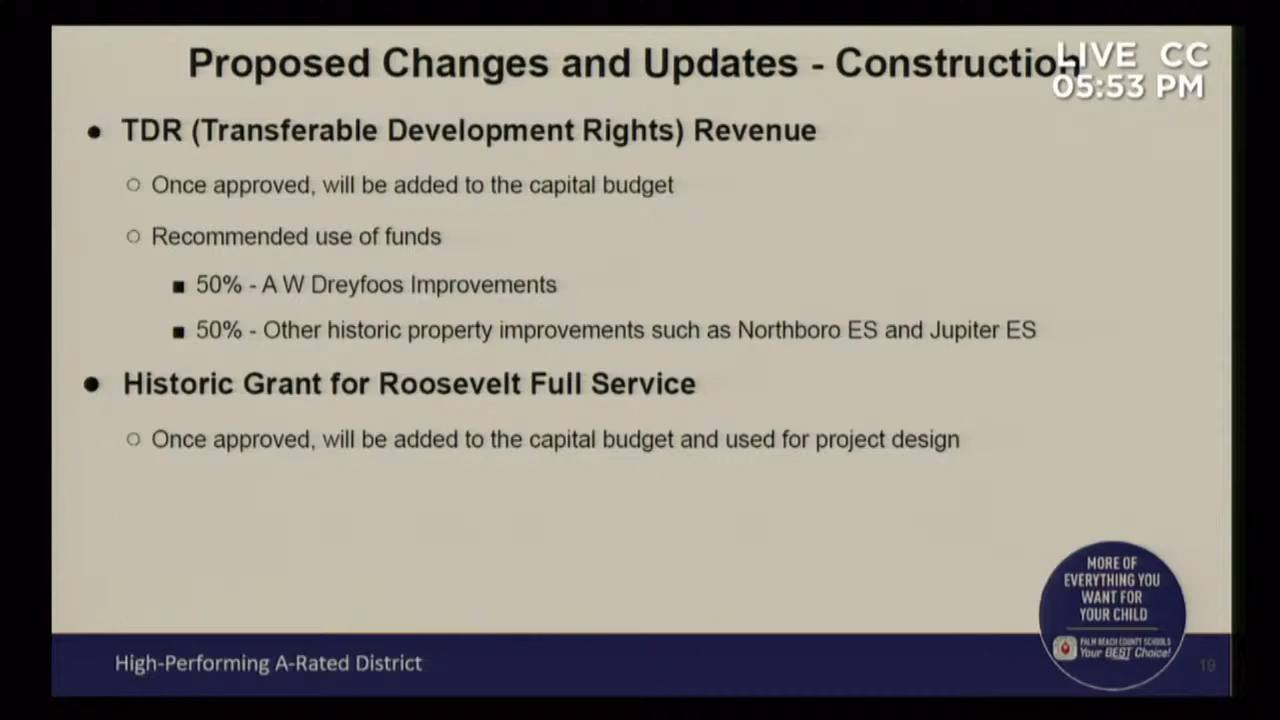 Proposed Changes and Updates - Construction
LIVE CC
05:53 PM
● TDR (Transferable Development Rights) Revenue
○ Once approved, will be added to the capital budget
○ Recommended use of funds
■ 50% - A W Dreyfoos Improvements
■ 50% - Other historic property improvements such as Northboro ES and Jupiter ES
● Historic Grant for Roosevelt Full Service
○ Once approved, will be added to the capital budget and used for project design
MORE OF
EVERYTHING YOU
WANT FOR
YOUR CHILD
PALM BEACH COUNTY SCHOOLS
Your BEST Choice!
High-Performing A-Rated District
19